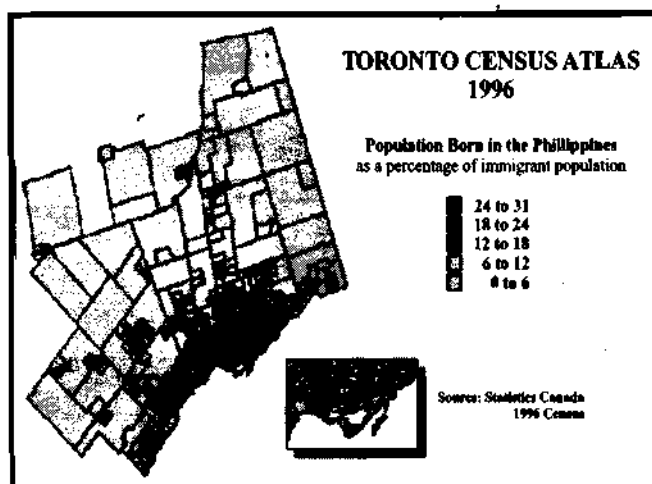 TORONTO CENSUS ATLAS
1996
Population Born in the Phillippines
as a percentage of immigrant population
24 to 31
18 to 24
12 to 18
6 to 12
0 to 6
Source: Statistics Canada
1996 Census